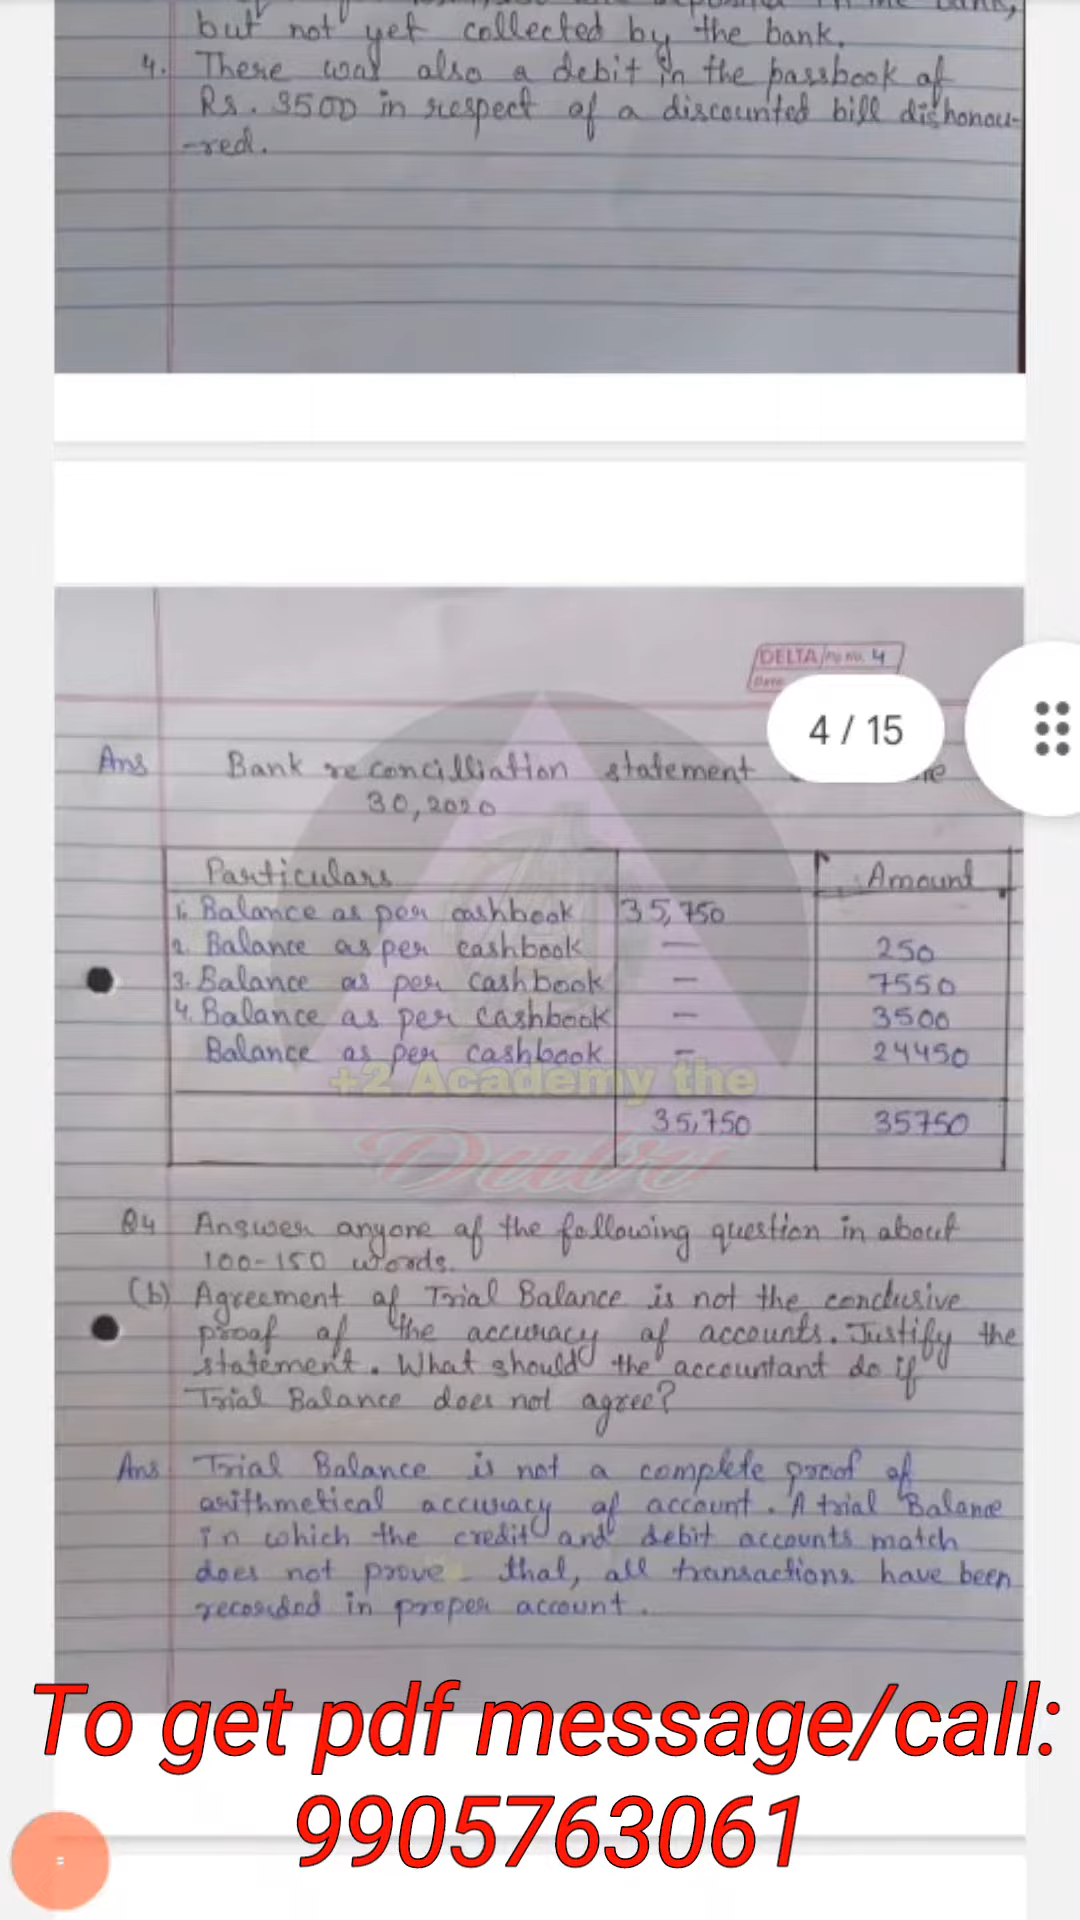 but not yet collected by the bank.
4. There was also a debit in the passbook of
Rs. 3500 in respect of a discounted bill dishonou-
-red.
DELTA Pg No. 4
Date
4 / 15
Ans Bank reconcilliation statement
30, 2020
Particulars Amount
1. Balance as per cashbook 35,750
2. Balance as per cashbook — 250
3. Balance as per cashbook — 7550
4. Balance as per cashbook — 3500
Balance as per cashbook — 24450
+2 Academy the
35,750 35750
Q4 Answer anyone of the following question in about
100-150 words.
(b) Agreement of Trial Balance is not the conclusive
proof of the accuracy of accounts. Justify the
statement. What should the accountant do if
Trial Balance does not agree?
Ans Trial Balance is not a complete proof of
arithmetical accuracy of account. A trial Balance
in which the credit and debit accounts match
does not prove that, all transactions have been
recorded in proper account.
To get pdf message/call:
9905763061